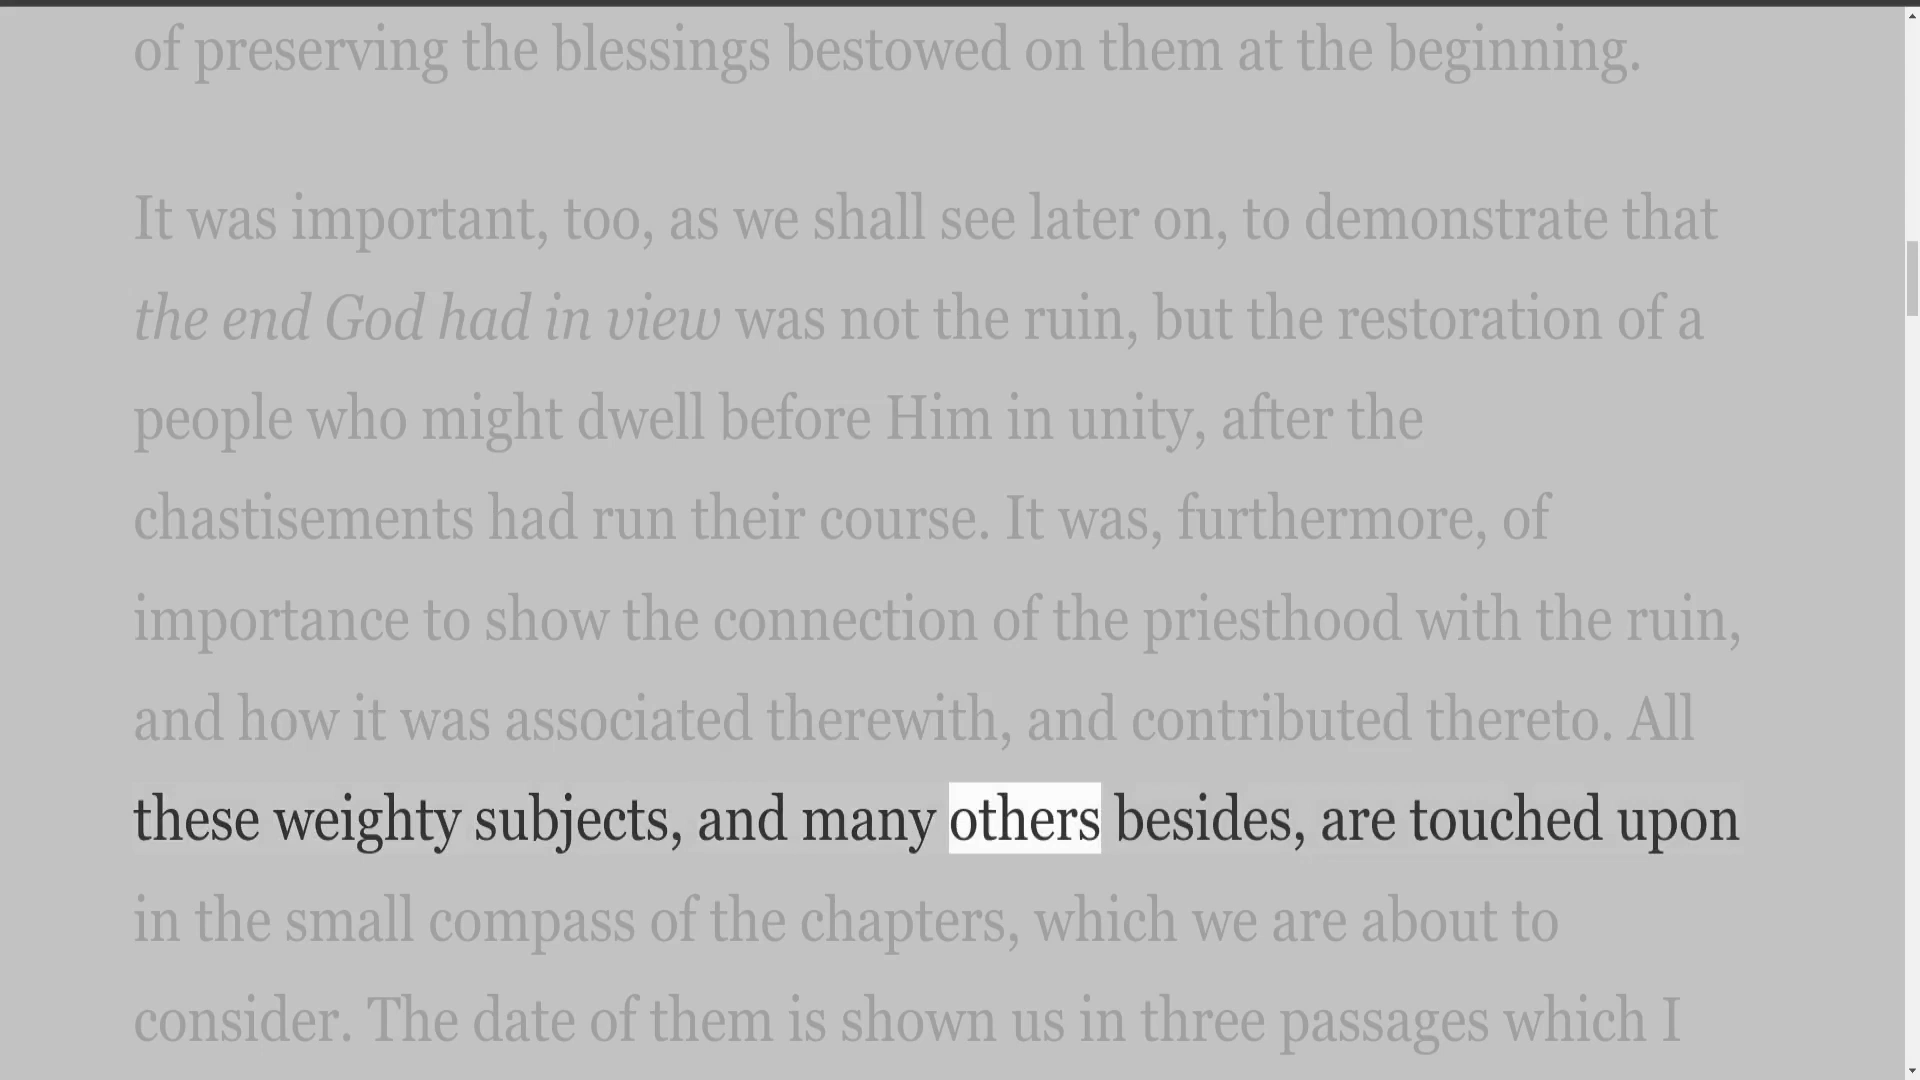 of preserving the blessings bestowed on them at the beginning.
It was important, too, as we shall see later on, to demonstrate that
the end God had in view was not the ruin, but the restoration of a
people who might dwell before Him in unity, after the
chastisements had run their course. It was, furthermore, of
importance to show the connection of the priesthood with the ruin,
and how it was associated therewith, and contributed thereto. All
these weighty subjects, and many others besides, are touched upon
in the small compass of the chapters, which we are about to
consider. The date of them is shown us in three passages which I